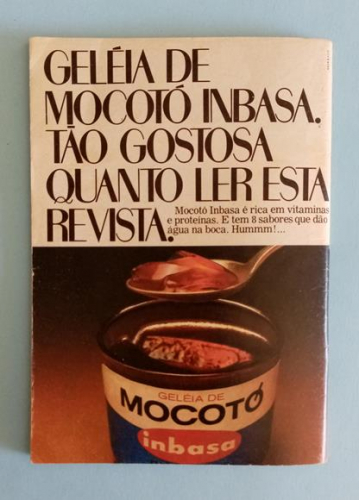 GELÉIA DE
MOCOTÓ INBASA.
TÃO GOSTOSA
QUANTO LER ESTA
REVISTA.
Mocotó Inbasa é rica em vitaminas
e proteínas. E tem 8 sabores que dão
água na boca. Hummm!...
GELÉIA DE
MOCOTÓ
inbasa